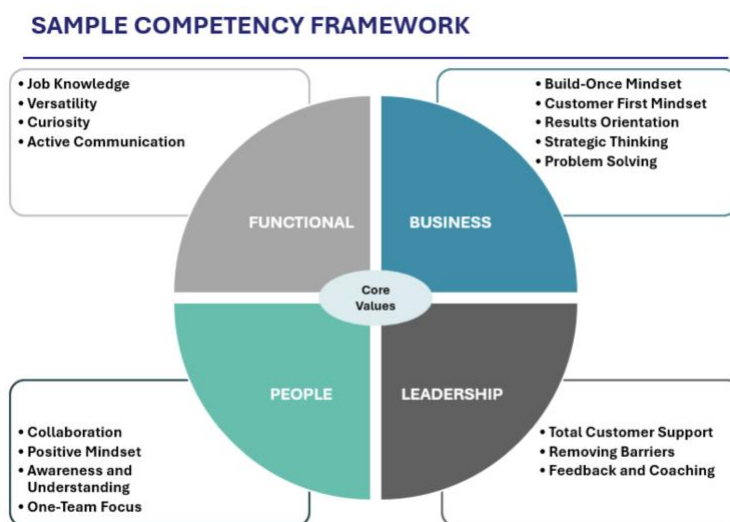 SAMPLE COMPETENCY FRAMEWORK
• Job Knowledge
• Versatility
• Curiosity
• Active Communication
• Build-Once Mindset
• Customer First Mindset
• Results Orientation
• Strategic Thinking
• Problem Solving
FUNCTIONAL
BUSINESS
Core
Values
PEOPLE
LEADERSHIP
• Collaboration
• Positive Mindset
• Awareness and
Understanding
• One-Team Focus
• Total Customer Support
• Removing Barriers
• Feedback and Coaching